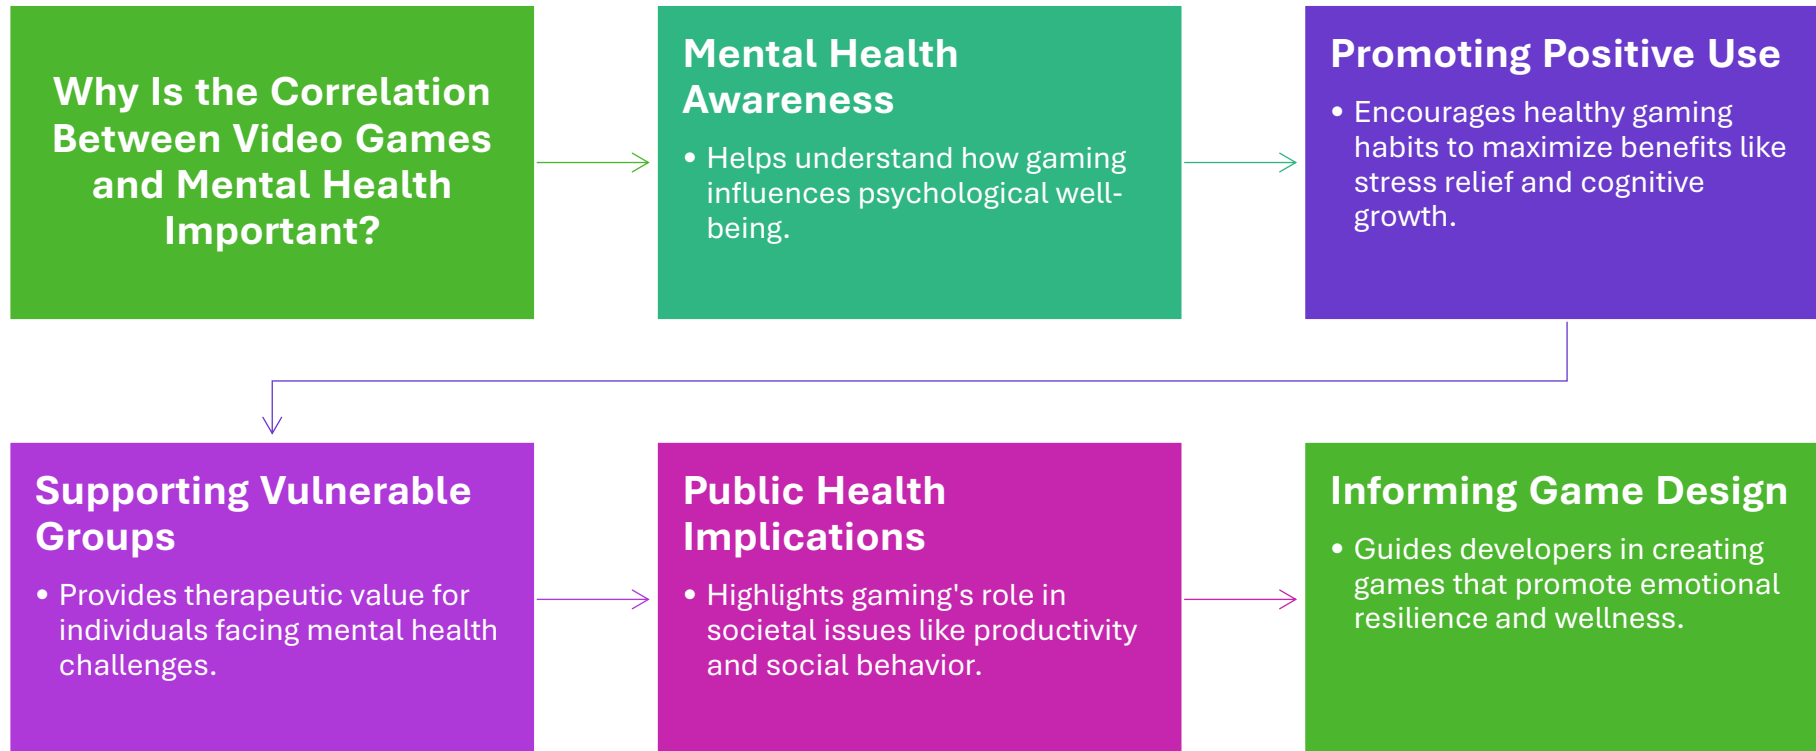 Why Is the Correlation
Between Video Games
and Mental Health
Important?
Mental Health
Awareness
• Helps understand how gaming
influences psychological well-
being.
Promoting Positive Use
• Encourages healthy gaming
habits to maximize benefits like
stress relief and cognitive
growth.
Supporting Vulnerable
Groups
• Provides therapeutic value for
individuals facing mental health
challenges.
Public Health
Implications
• Highlights gaming's role in
societal issues like productivity
and social behavior.
Informing Game Design
• Guides developers in creating
games that promote emotional
resilience and wellness.